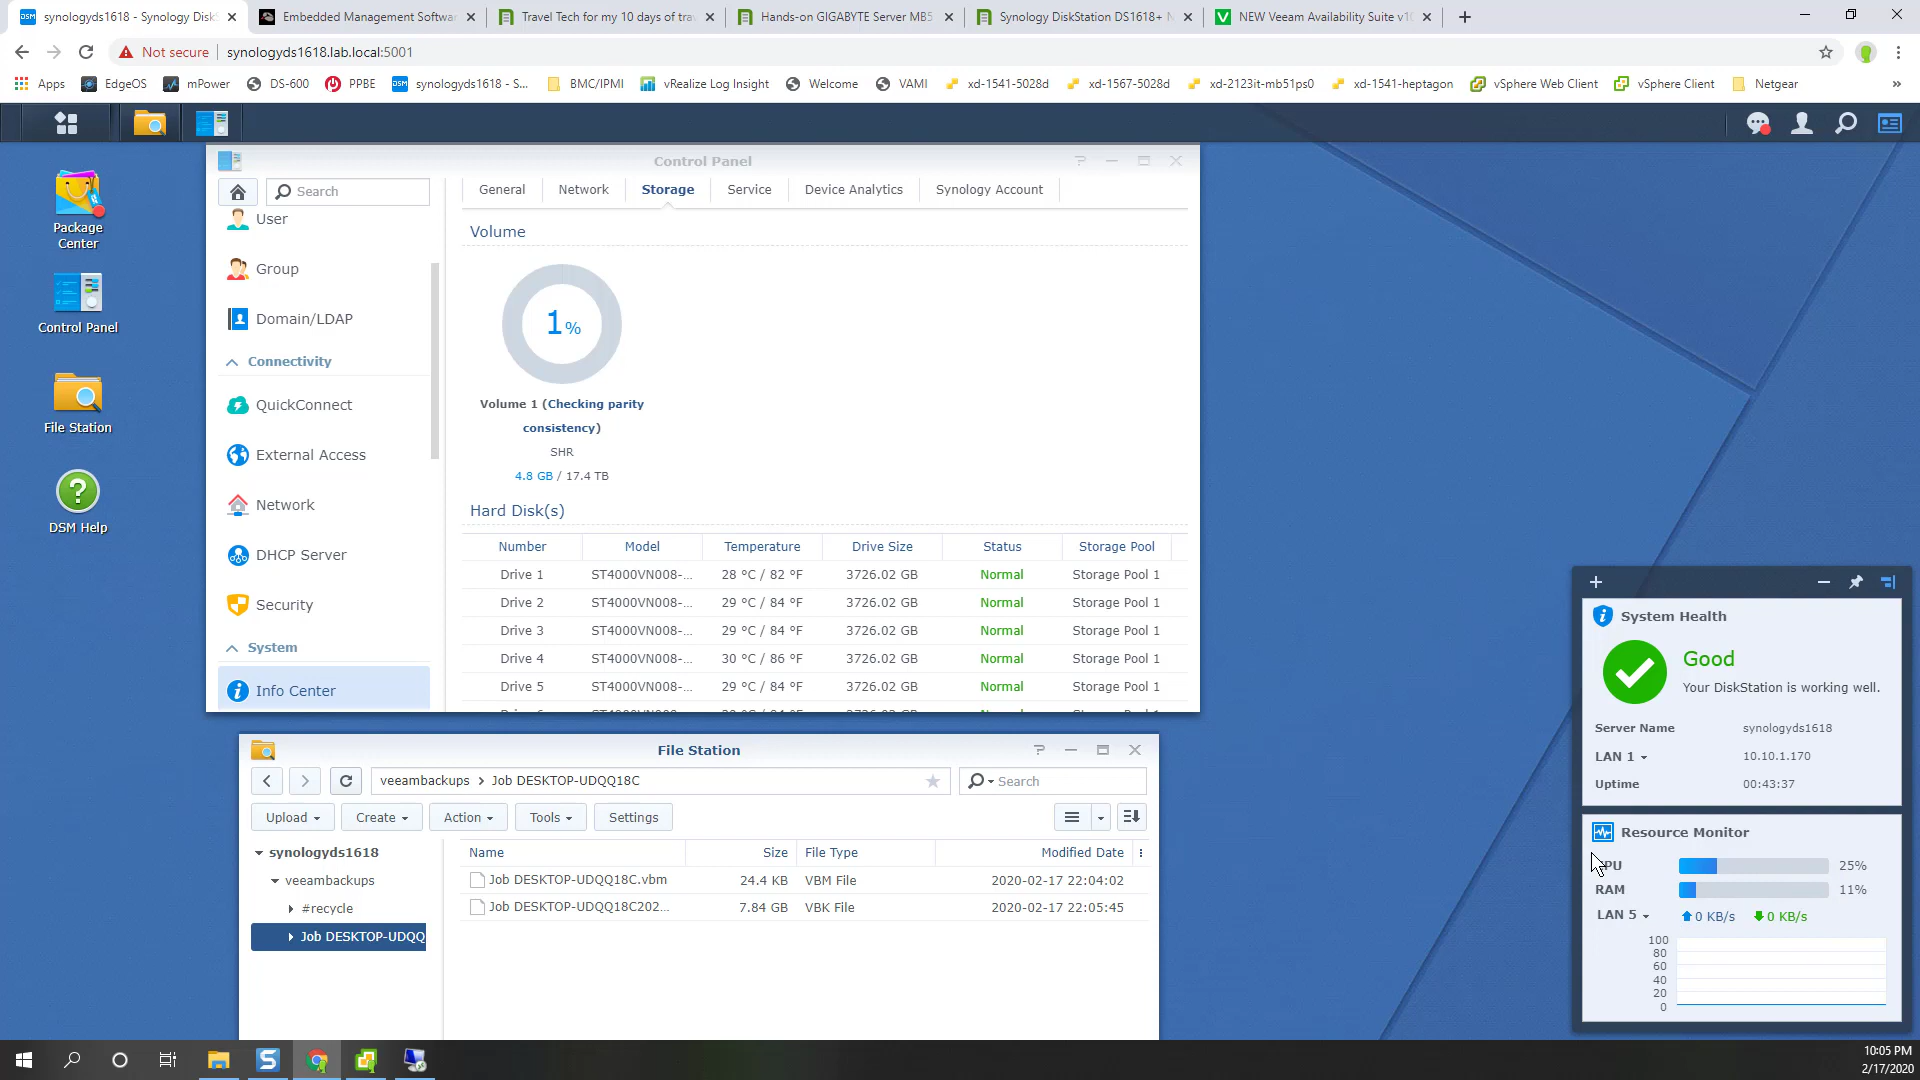 synologyds1618 - Synology Disk
Embedded Management Softwar
Travel Tech for my 10 days of tra
Hands-on GIGABYTE Server MB5
Synology DiskStation DS1618+ N
NEW Veeam Availability Suite v10
Not secure
synologyds1618.lab.local:5001
Apps
EdgeOS
mPower
DS-600
PPBE
synologyds1618 - S...
BMC/IPMI
vRealize Log Insight
Welcome
VAMI
xd-1541-5028d
xd-1567-5028d
xd-2123it-mb51ps0
xd-1541-heptagon
vSphere Web Client
vSphere Client
Netgear
»
Package
Center
Control Panel
File Station
DSM Help
Control Panel
Search
General
Network
Storage
Service
Device Analytics
Synology Account
User
Group
Domain/LDAP
Connectivity
QuickConnect
External Access
Network
DHCP Server
Security
System
Info Center
Volume
1%
Volume 1 (Checking parity
consistency)
SHR
4.8 GB / 17.4 TB
Hard Disk(s)
Number Model Temperature Drive Size Status Storage Pool
Drive 1 ST4000VN008-... 28 °C / 82 °F 3726.02 GB Normal Storage Pool 1
Drive 2 ST4000VN008-... 29 °C / 84 °F 3726.02 GB Normal Storage Pool 1
Drive 3 ST4000VN008-... 29 °C / 84 °F 3726.02 GB Normal Storage Pool 1
Drive 4 ST4000VN008-... 30 °C / 86 °F 3726.02 GB Normal Storage Pool 1
Drive 5 ST4000VN008-... 29 °C / 84 °F 3726.02 GB Normal Storage Pool 1
File Station
veeambackups > Job DESKTOP-UDQQ18C
Search
Upload
Create
Action
Tools
Settings
synologyds1618
veeambackups
#recycle
Job DESKTOP-UDQQ
Name Size File Type Modified Date
Job DESKTOP-UDQQ18C.vbm 24.4 KB VBM File 2020-02-17 22:04:02
Job DESKTOP-UDQQ18C202... 7.84 GB VBK File 2020-02-17 22:05:45
System Health
Good
Your DiskStation is working well.
Server Name synologyds1618
LAN 1 10.10.1.170
Uptime 00:43:37
Resource Monitor
CPU 25%
RAM 11%
LAN 5 0 KB/s 0 KB/s
100
80
60
40
20
0
10:05 PM
2/17/2020